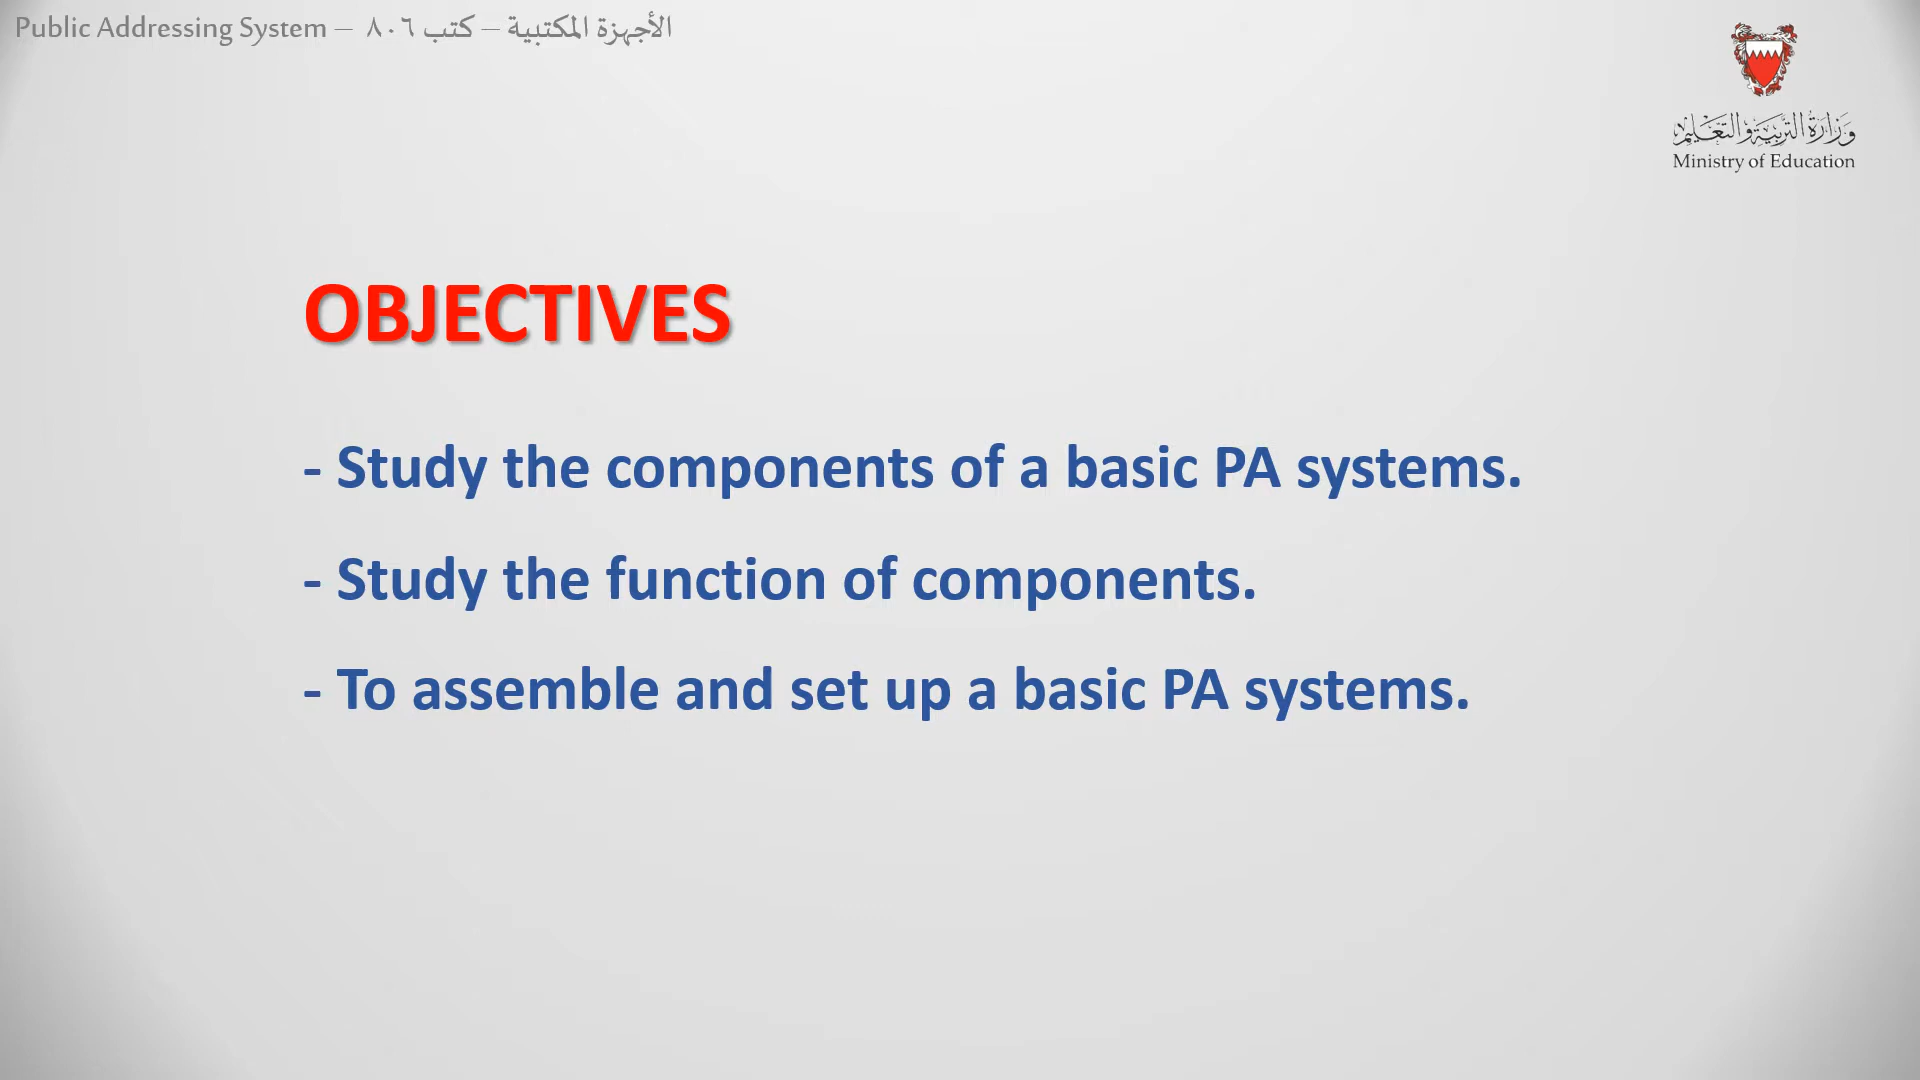 Public Addressing System – الأجهزة المكتبية – كتب ٨٠٦
وزارة التربية والتعليم
Ministry of Education
OBJECTIVES
- Study the components of a basic PA systems.
- Study the function of components.
- To assemble and set up a basic PA systems.